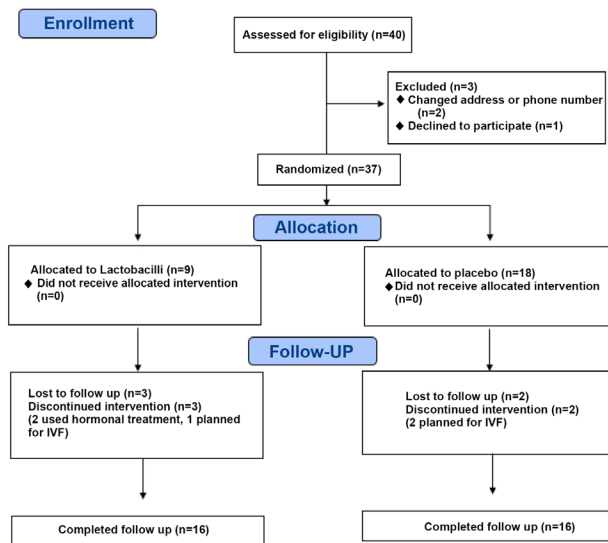 Enrollment
Assessed for eligibility (n=40)
Excluded (n=3)
◆ Changed address or phone number
(n=2)
◆ Declined to participate (n=1)
Randomized (n=37)
Allocation
Allocated to Lactobacilli (n=9)
◆ Did not receive allocated intervention
(n=0)
Allocated to placebo (n=18)
◆Did not receive allocated intervention
(n=0)
Follow-UP
Lost to follow up (n=3)
Discontinued intervention (n=3)
(2 used hormonal treatment, 1 planned
for IVF)
Lost to follow up (n=2)
Discontinued intervention (n=2)
(2 planned for IVF)
Completed follow up (n=16)
Completed follow up (n=16)